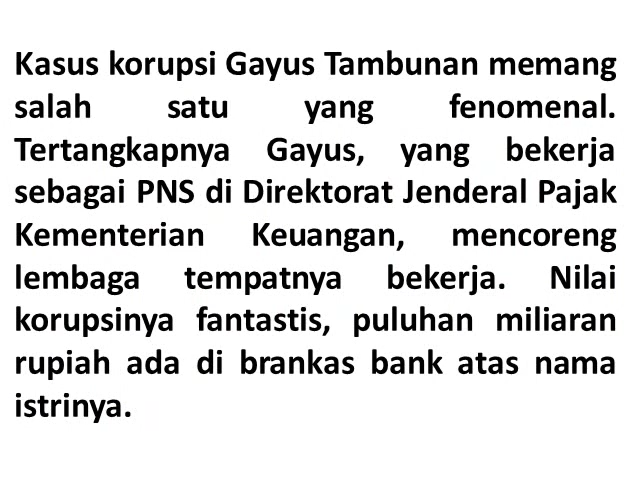 Kasus korupsi Gayus Tambunan memang
salah satu yang fenomenal.
Tertangkapnya Gayus, yang bekerja
sebagai PNS di Direktorat Jenderal Pajak
Kementerian Keuangan, mencoreng
lembaga tempatnya bekerja. Nilai
korupsinya fantastis, puluhan miliaran
rupiah ada di brankas bank atas nama
istrinya.